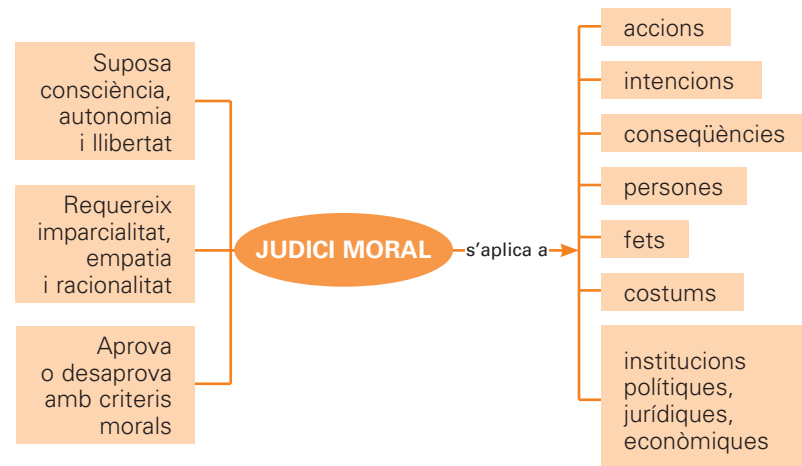 Suposa
consciència,
autonomia
i llibertat
Requereix
imparcialitat,
empatia
i racionalitat
Aprova
o desaprova
amb criteris
morals
JUDICI MORAL
s’aplica a
accions
intencions
conseqüències
persones
fets
costums
institucions
polítiques,
jurídiques,
econòmiques